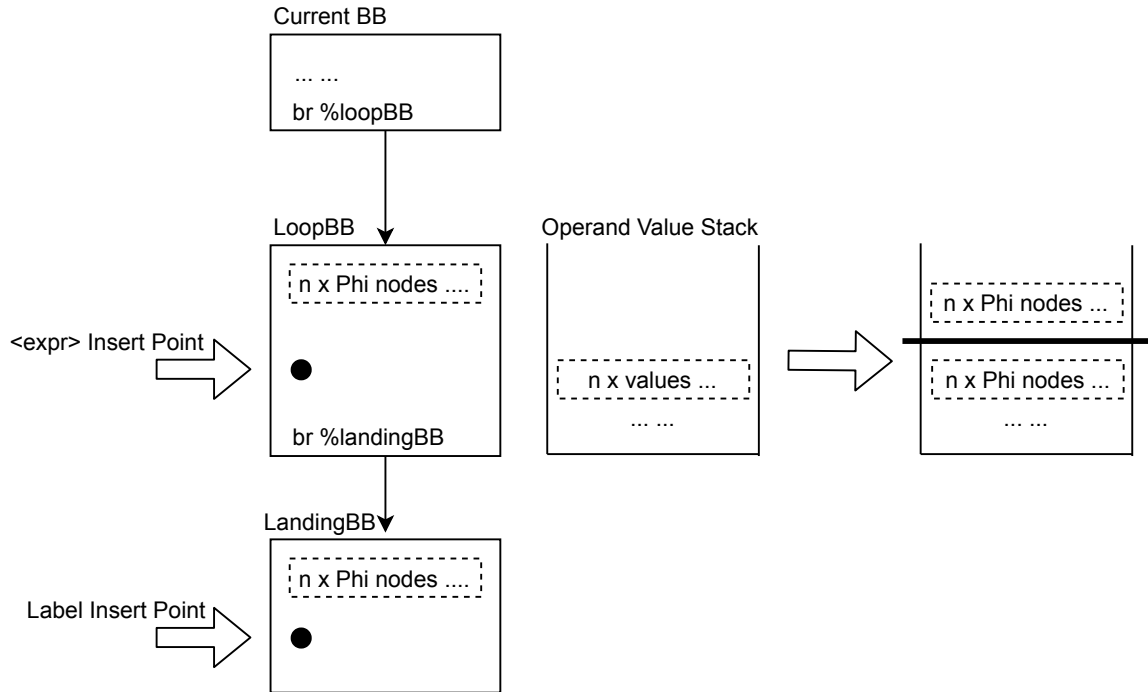 Current BB
... ...
br %loopBB
LoopBB
n x Phi nodes ....
<expr> Insert Point
br %landingBB
Operand Value Stack
n x values ...
... ...
n x Phi nodes ...
n x Phi nodes ...
... ...
LandingBB
n x Phi nodes ....
Label Insert Point